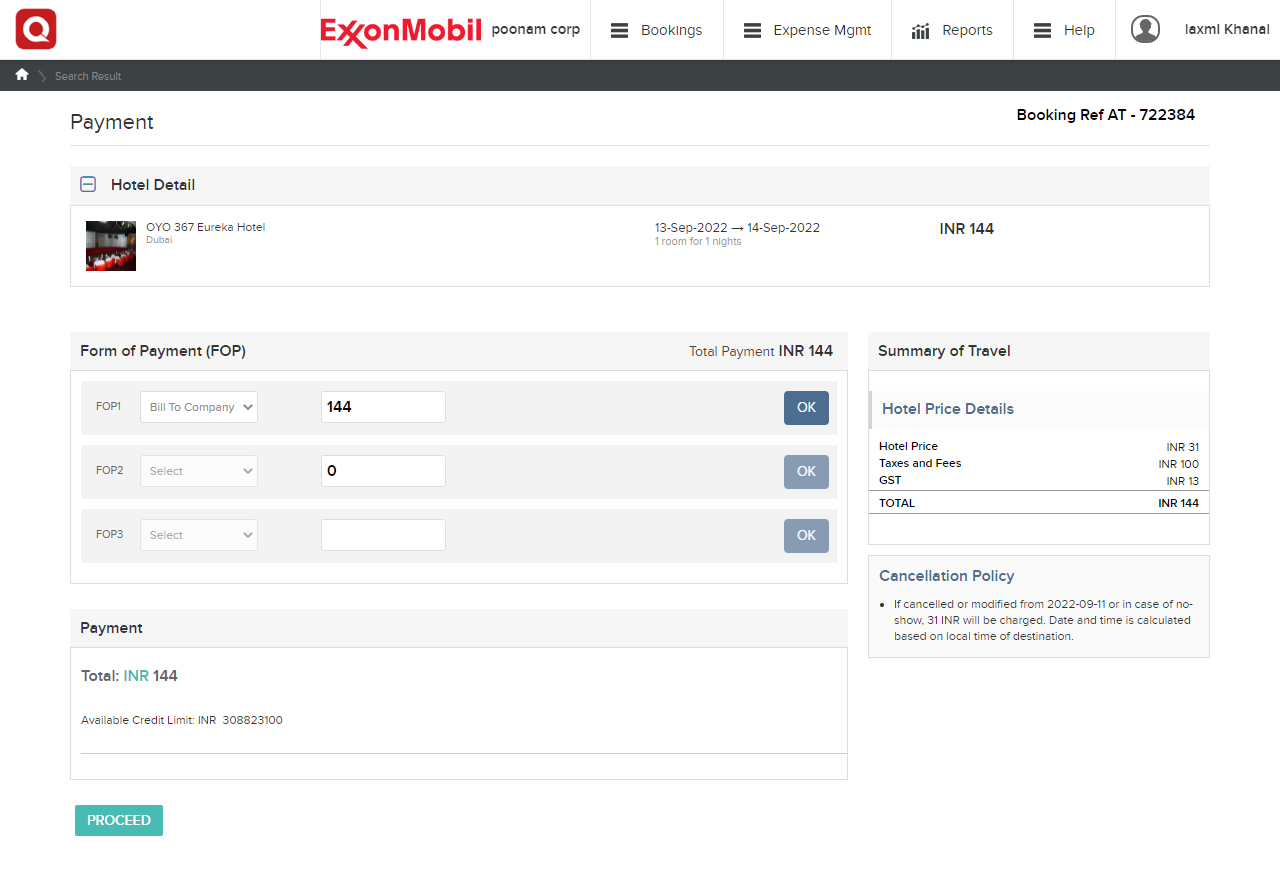 Q
ExxonMobil poonam corp Bookings Expense Mgmt Reports Help laxmi Khanal
Search Result
Payment
Booking Ref AT - 722384
Hotel Detail
OYO 367 Eureka Hotel
Dubai
13-Sep-2022 → 14-Sep-2022
1 room for 1 nights
INR 144
Form of Payment (FOP)
Total Payment INR 144
FOP1 Bill To Company 144 OK
FOP2 Select 0 OK
FOP3 Select OK
Payment
Total: INR 144
Available Credit Limit: INR 308823100
PROCEED
Summary of Travel
Hotel Price Details
Hotel Price INR 31
Taxes and Fees INR 100
GST INR 13
TOTAL INR 144
Cancellation Policy
• If cancelled or modified from 2022-09-11 or in case of no-
show, 31 INR will be charged. Date and time is calculated
based on local time of destination.